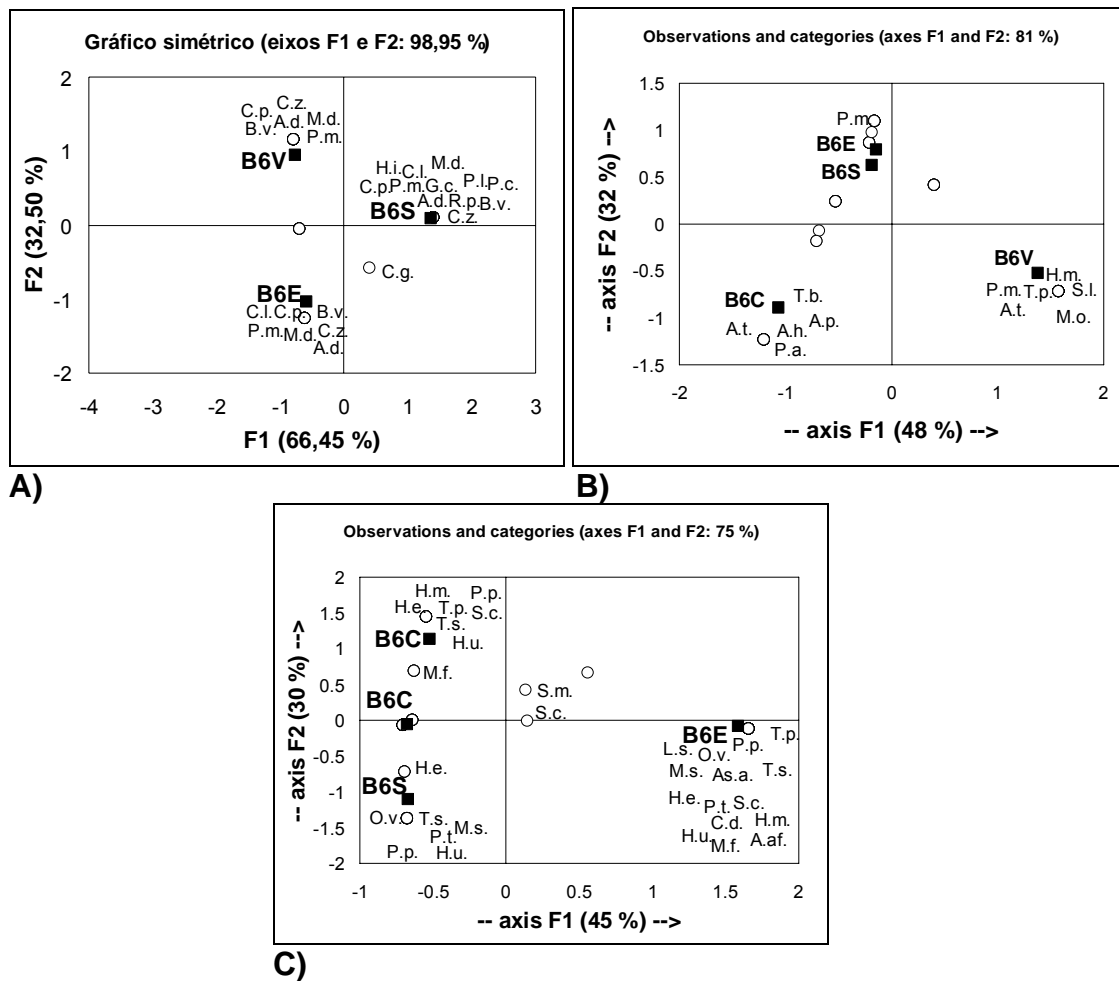 Gráfico simétrico (eixos F1 e F2: 98,95 %)
2
C.p. C.z.
B.v. A.d. M.d.
P.m.
1
B6V
H.i. C.l. M.d.
C.p. P.m. G.c. P.l. P.c.
A.d. R.p. B.v.
B6S C.z.
0
C.g.
B6E
-1
C.l. C.p. B.v.
P.m. M.d. C.z.
A.d.
-2
-4 -3 -2 -1 0 1 2 3
F1 (66,45 %)
F2 (32,50 %)
A)
Observations and categories (axes F1 and F2: 81 %)
1.5
P.m.
1
B6E
B6S
0.5
0
B6V
-0.5
H.m.
P.m. T.p. S.l.
A.t. M.o.
B6C T.b.
-1
A.t. A.h. A.p.
P.a.
-1.5
-2 -1 0 1 2
-- axis F1 (48 %) -->
-- axis F2 (32 %) -->
B)
Observations and categories (axes F1 and F2: 75 %)
2
H.m. P.p.
H.e. T.p. S.c.
1.5
T.s.
B6C H.u.
1
M.f.
0.5
B6C S.m.
S.c.
0
B6E T.p.
L.s. O.v. P.p.
-0.5
H.e. M.s. As.a. T.s.
B6S
-1
H.e. P.t. S.c.
O.v. T.s. M.s. C.d. H.m.
-1.5
P.t. H.u. M.f. A.af.
P.p. H.u.
-2
-1 -0.5 0 0.5 1 1.5 2
-- axis F1 (45 %) -->
-- axis F2 (30 %) -->
C)